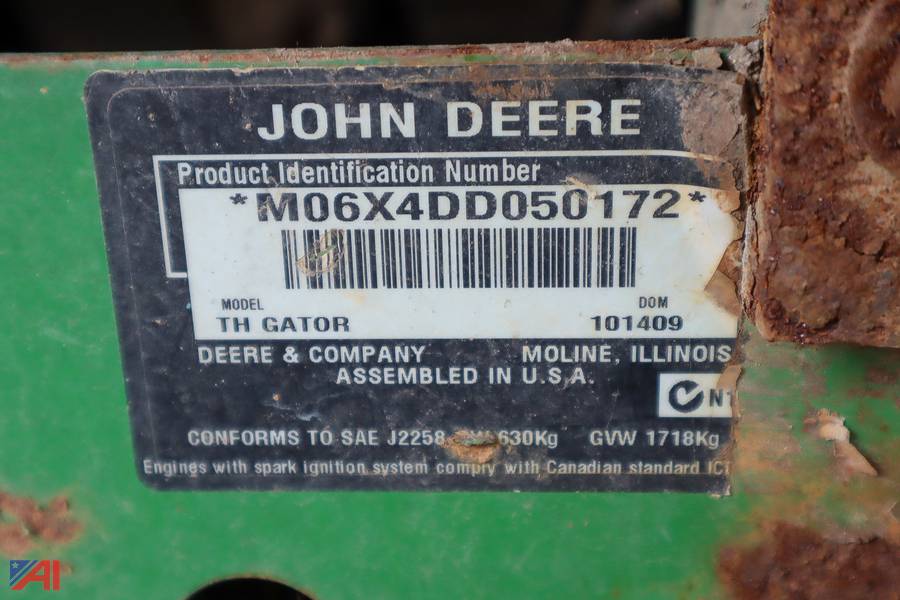 JOHN DEERE
Product Identification Number
*M06X4DD050172*
MODEL DOM
TH GATOR 101409
DEERE & COMPANY MOLINE, ILLINOIS
ASSEMBLED IN U.S.A.
CONFORMS TO SAE J2258 630Kg GVW 1718Kg
Engines with spark ignition system comply with Canadian standard
AI